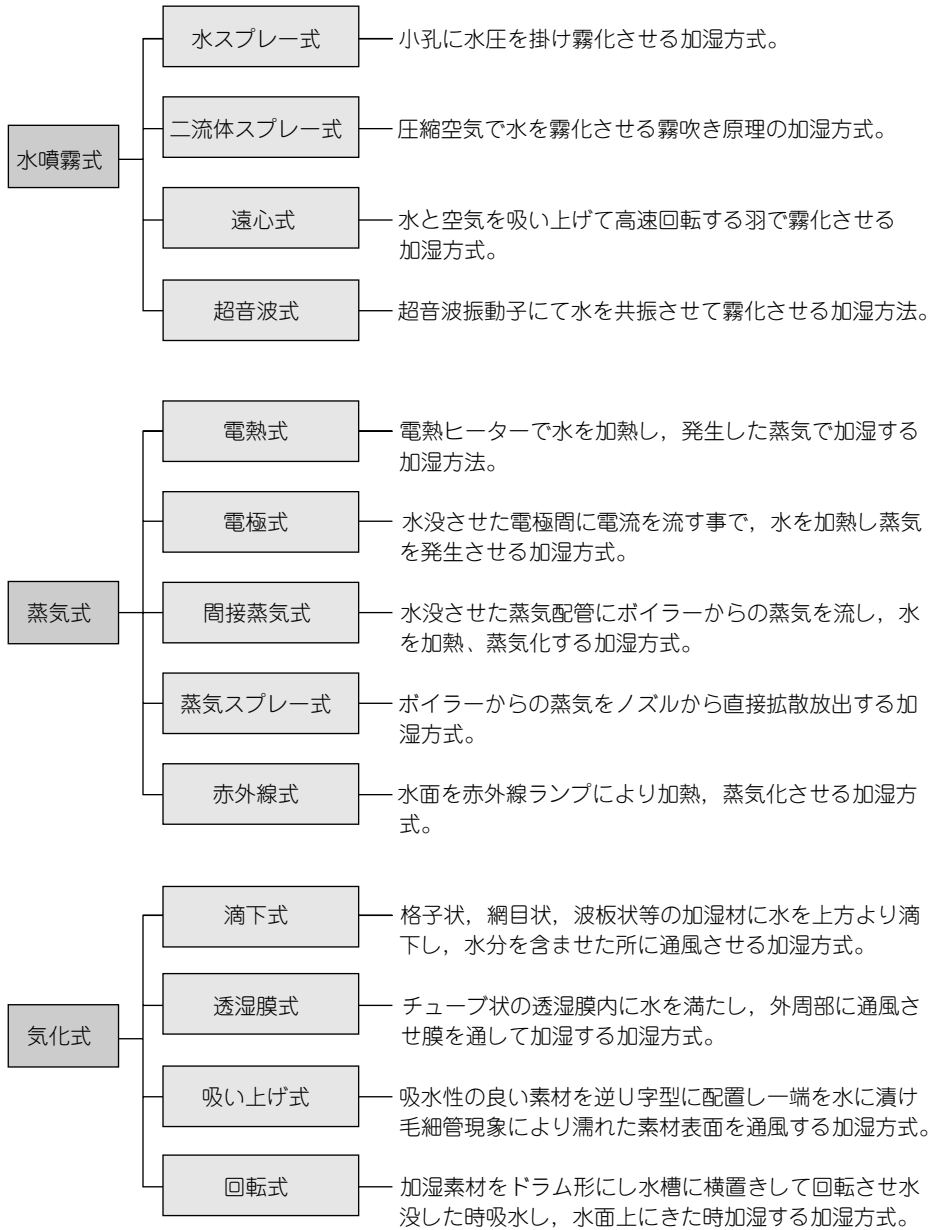 水噴霧式
水スプレー式
小孔に水圧を掛け霧化させる加湿方式。
二流体スプレー式
圧縮空気で水を霧化させる霧吹き原理の加湿方式。
遠心式
水と空気を吸い上げて高速回転する羽で霧化させる
加湿方式。
超音波式
超音波振動子にて水を共振させて霧化させる加湿方法。
蒸気式
電熱式
電熱ヒーターで水を加熱し，発生した蒸気で加湿する
加湿方法。
電極式
水没させた電極間に電流を流す事で，水を加熱し蒸気
を発生させる加湿方式。
間接蒸気式
水没させた蒸気配管にボイラーからの蒸気を流し，水
を加熱、蒸気化する加湿方式。
蒸気スプレー式
ボイラーからの蒸気をノズルから直接拡散放出する加
湿方式。
赤外線式
水面を赤外線ランプにより加熱，蒸気化させる加湿方
式。
気化式
滴下式
格子状，網目状，波板状等の加湿材に水を上方より滴
下し，水分を含ませた所に通風させる加湿方式。
透湿膜式
チューブ状の透湿膜内に水を満たし，外周部に通風さ
せ膜を通して加湿する加湿方式。
吸い上げ式
吸水性の良い素材を逆U字型に配置し一端を水に漬け
毛細管現象により濡れた素材表面を通風する加湿方式。
回転式
加湿素材をドラム形にし水槽に横置きして回転させ水
没した時吸水し，水面上にきた時加湿する加湿方式。